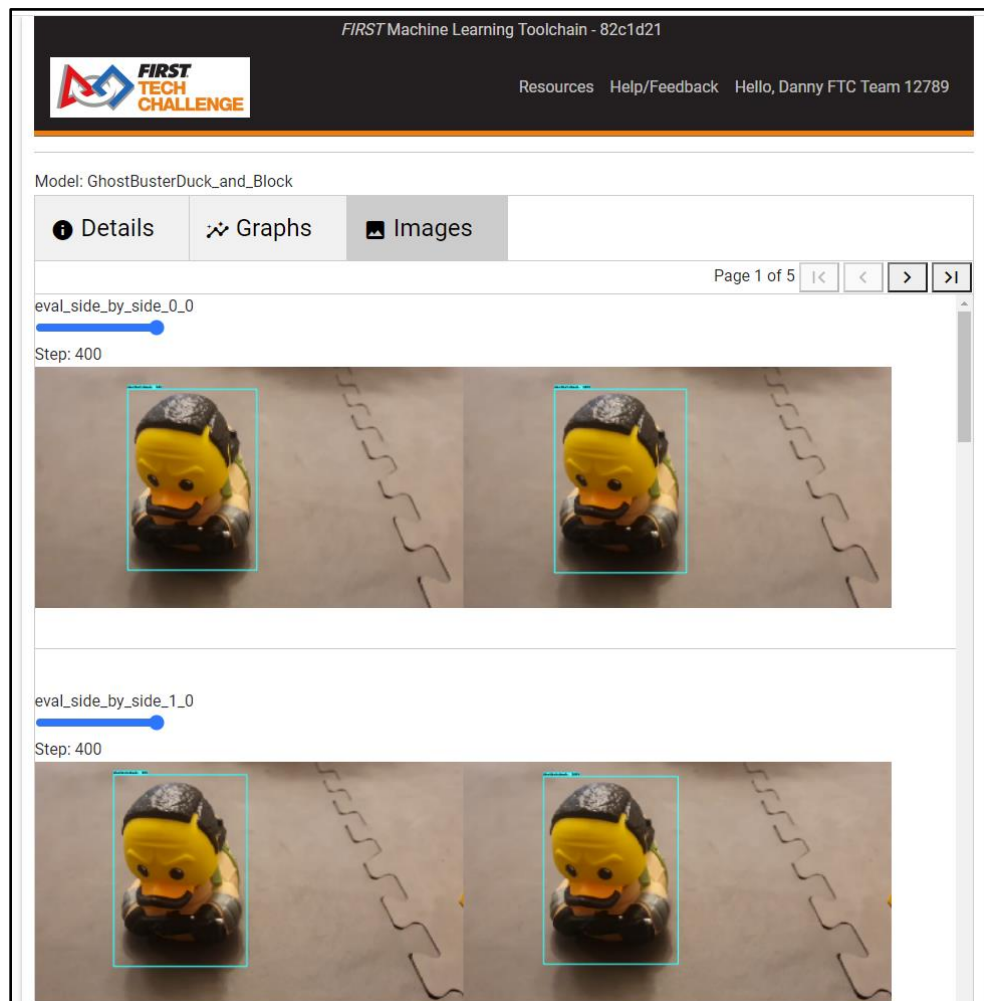 FIRST Machine Learning Toolchain - 82c1d21
FIRST
TECH
CHALLENGE
Resources Help/Feedback Hello, Danny FTC Team 12789
Model: GhostBusterDuck_and_Block
Details Graphs Images
Page 1 of 5
eval_side_by_side_0_0
Step: 400
eval_side_by_side_1_0
Step: 400